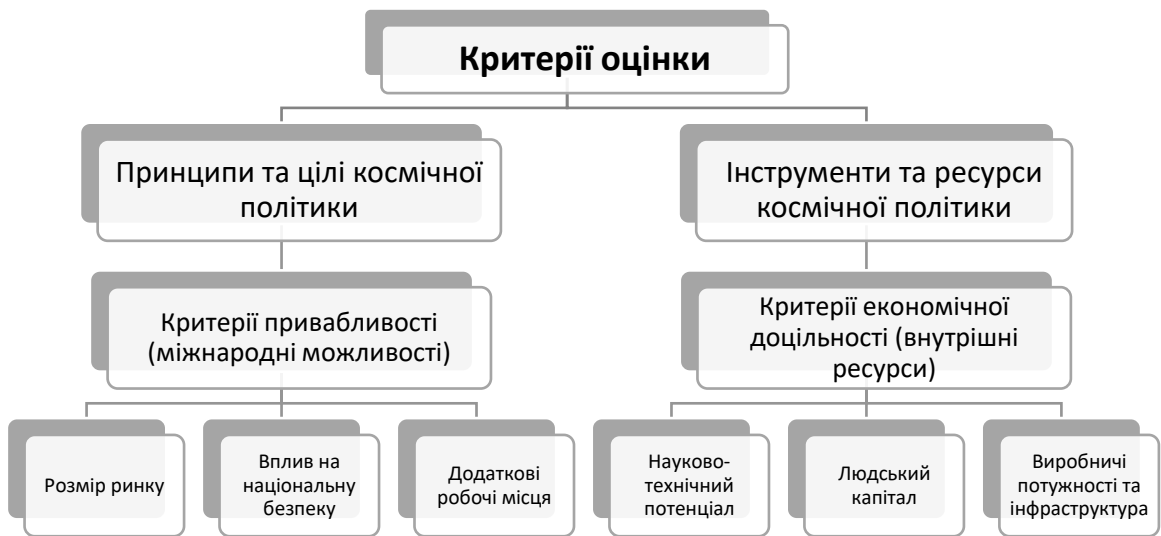 Критерії оцінки
Принципи та цілі космічної
політики
Інструменти та ресурси
космічної політики
Критерії привабливості
(міжнародні можливості)
Критерії економічної
доцільності (внутрішні
ресурси)
Розмір ринку
Вплив на
національну
безпеку
Додаткові
робочі місця
Науково-
технічний
потенціал
Людський
капітал
Виробничі
потужності та
інфраструктура